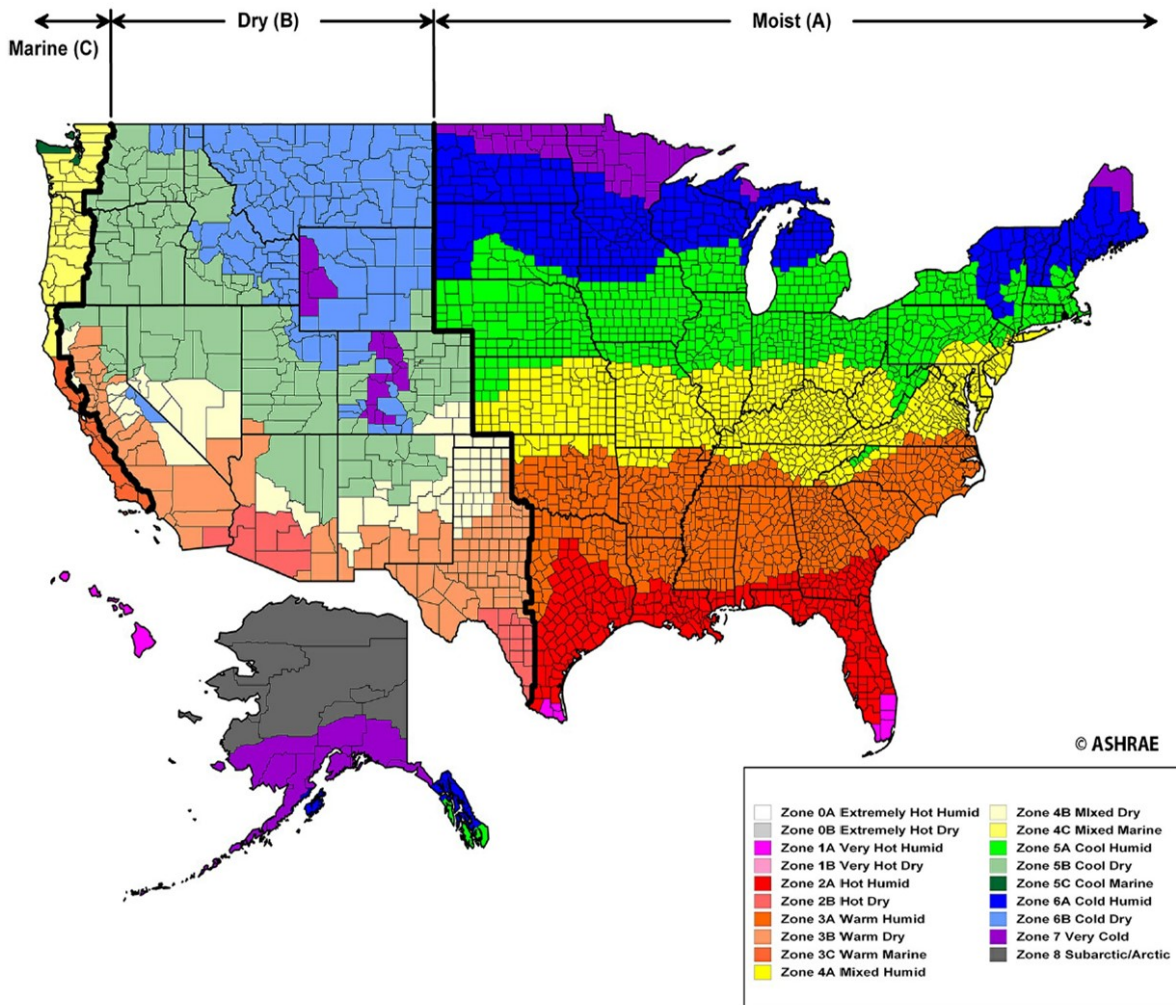 Dry (B)
Moist (A)
Marine (C)
© ASHRAE
Zone 0A Extremely Hot Humid
Zone 0B Extremely Hot Dry
Zone 1A Very Hot Humid
Zone 1B Very Hot Dry
Zone 2A Hot Humid
Zone 2B Hot Dry
Zone 3A Warm Humid
Zone 3B Warm Dry
Zone 3C Warm Marine
Zone 4A Mixed Humid
Zone 4B MIxed Dry
Zone 4C Mixed Marine
Zone 5A Cool Humid
Zone 5B Cool Dry
Zone 5C Cool Marine
Zone 6A Cold Humid
Zone 6B Cold Dry
Zone 7 Very Cold
Zone 8 Subarctic/Arctic